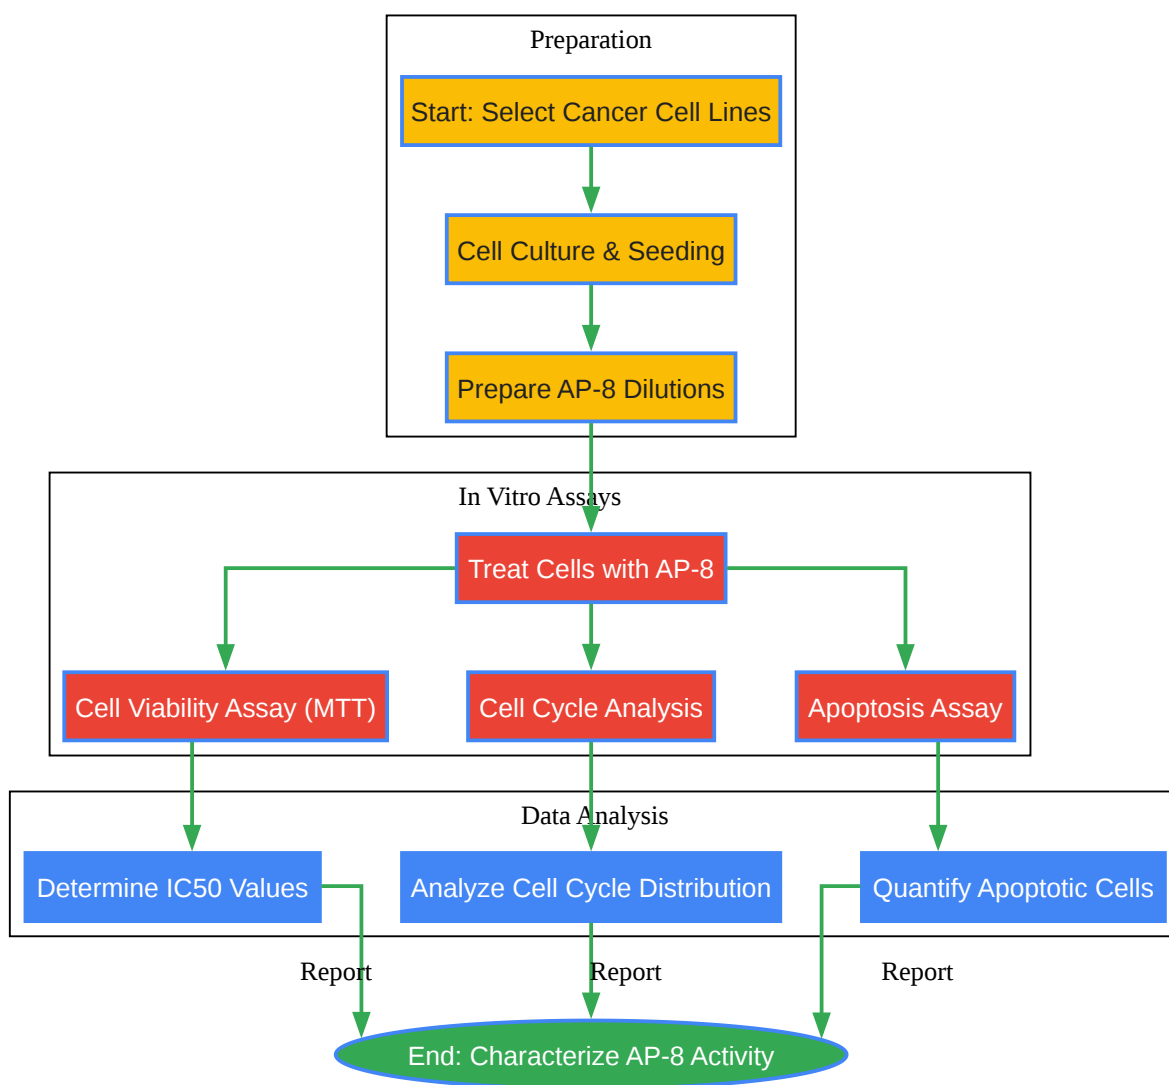 Preparation
Start: Select Cancer Cell Lines
Cell Culture & Seeding
Prepare AP-8 Dilutions
In Vitro Assays
Treat Cells with AP-8
Cell Viability Assay (MTT)
Cell Cycle Analysis
Apoptosis Assay
Data Analysis
Determine IC50 Values
Analyze Cell Cycle Distribution
Quantify Apoptotic Cells
Report
Report
Report
End: Characterize AP-8 Activity